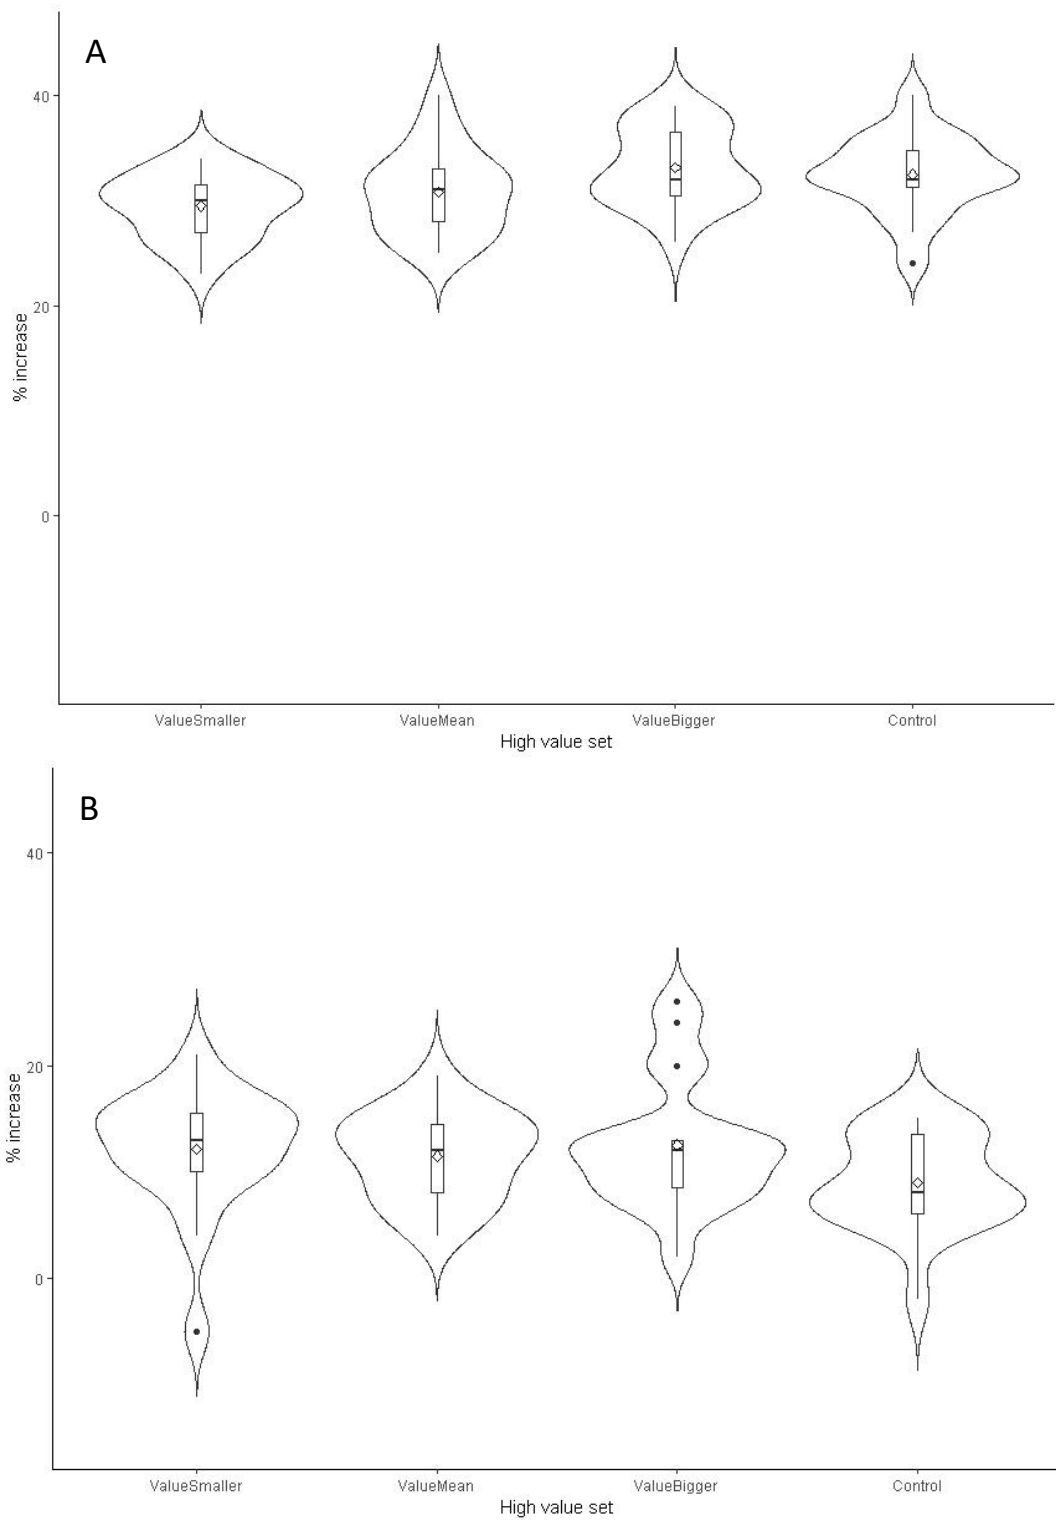 A
40
20
0
% increase
ValueSmaller ValueMean ValueBigger Control
High value set
B
40
20
0
% increase
ValueSmaller ValueMean ValueBigger Control
High value set